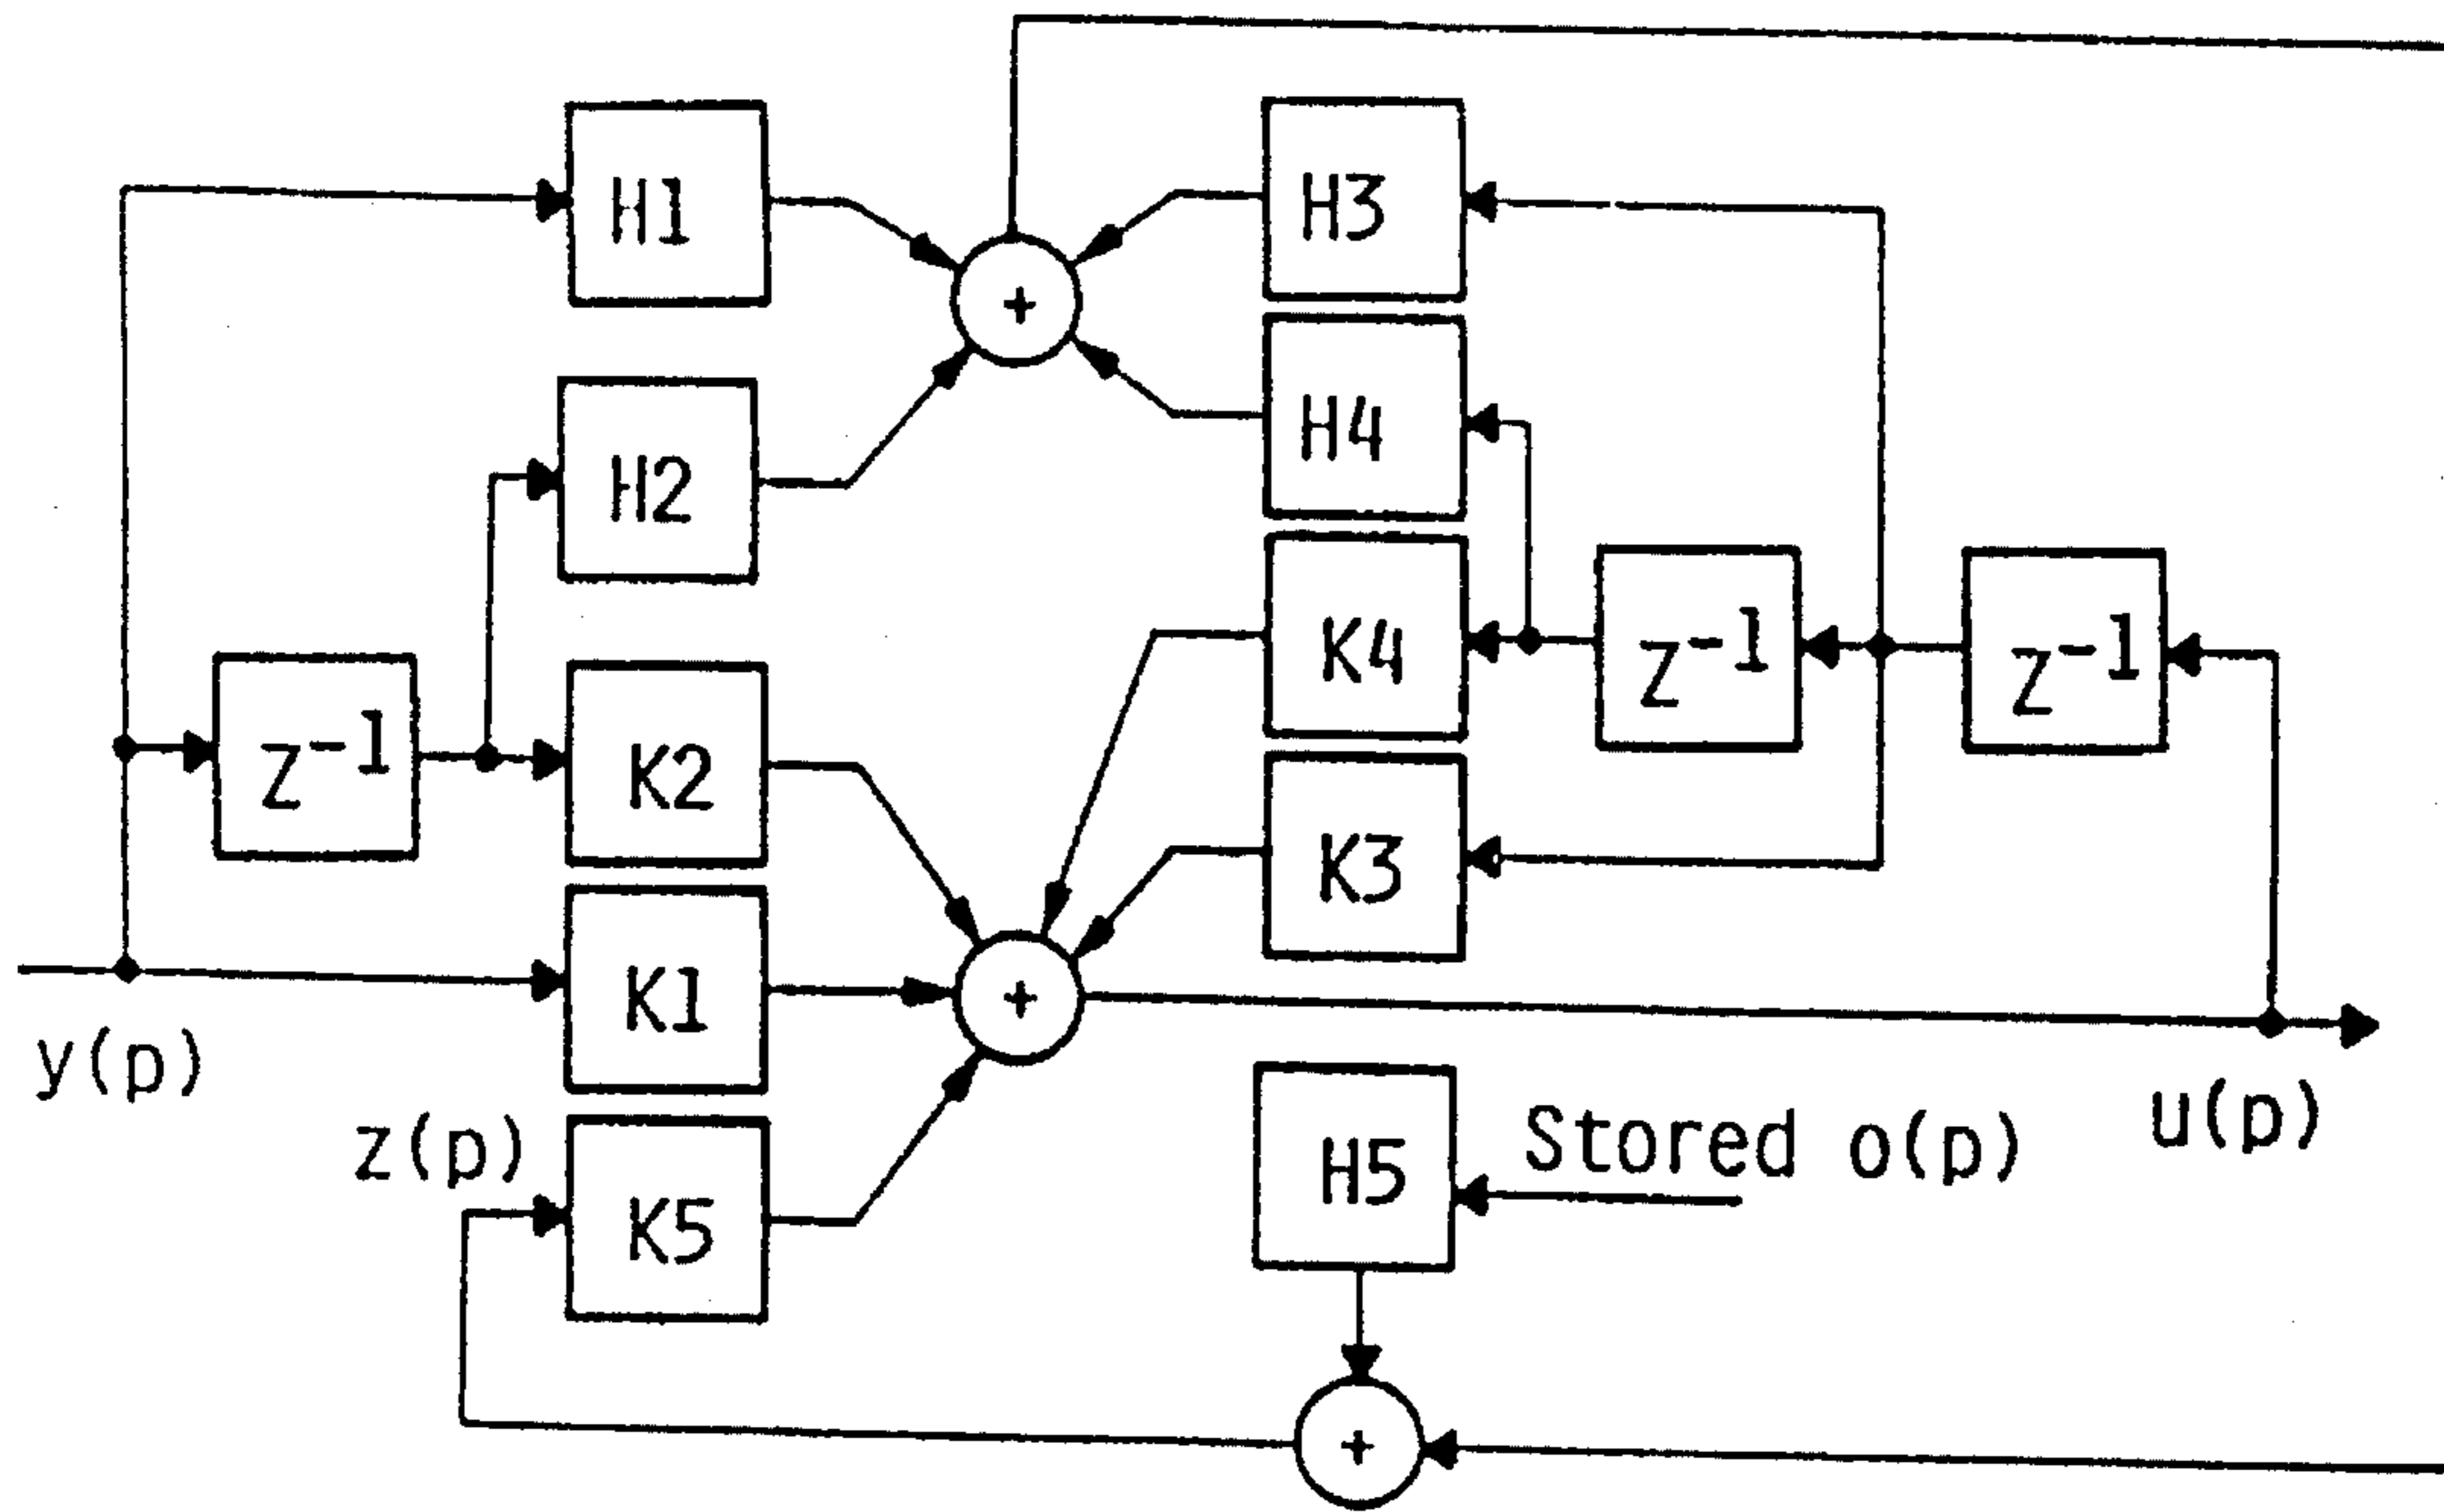 H1
H3
+
H4
H2
K4
z⁻¹
z⁻¹
z⁻¹
K2
K3
K1
+
y(p)
z(p)
K5
H5
Stored o(p)
u(p)
+